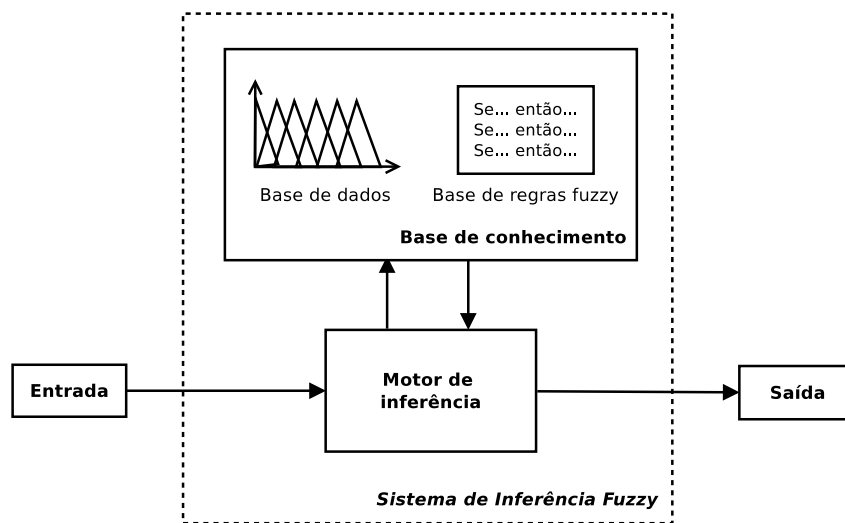 Se... então...
Se... então...
Se... então...
Base de dados
Base de regras fuzzy
Base de conhecimento
Entrada
Motor de
inferência
Saída
Sistema de Inferência Fuzzy